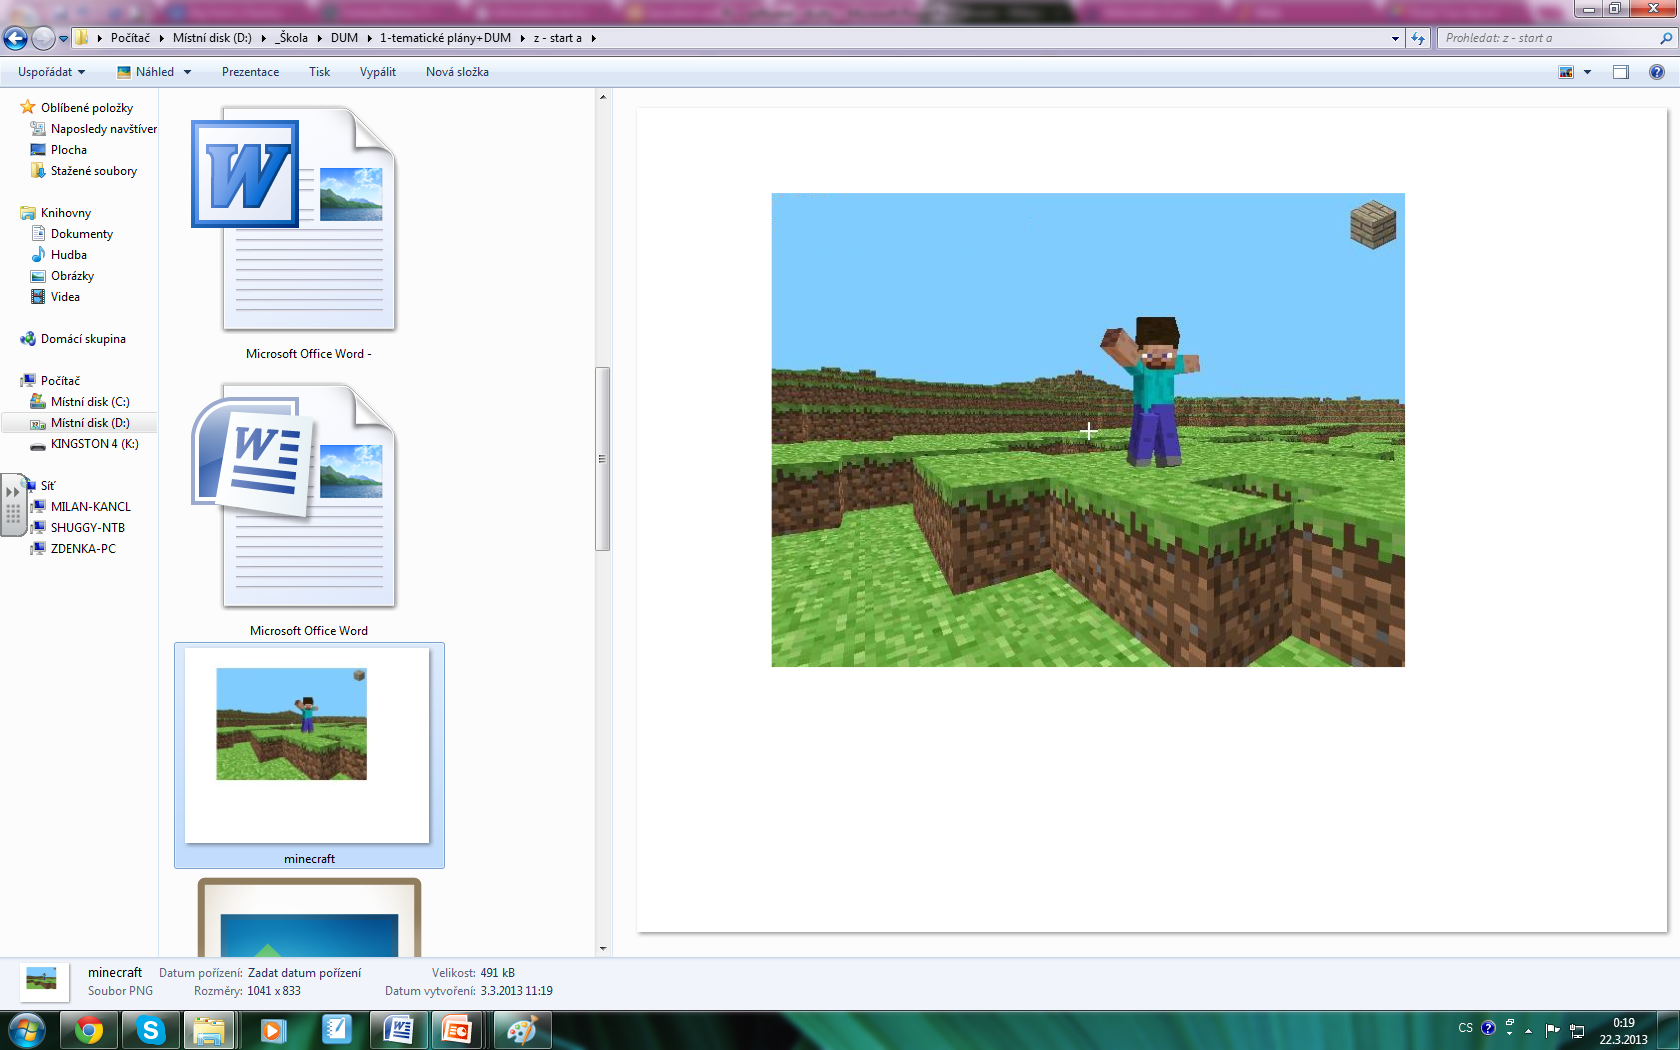 Počítač ▸ Místní disk (D:) ▸ _Škola ▸ DUM ▸ 1-tematické plány+DUM ▸ z - start a ▸
Prohledat: z - start a
Uspořádat Náhled Prezentace Tisk Vypálit Nová složka
Oblíbené položky
Naposledy navštíver
Plocha
Stažené soubory
Knihovny
Dokumenty
Hudba
Obrázky
Videa
Domácí skupina
Počítač
Místní disk (C:)
Místní disk (D:)
KINGSTON 4 (K:)
Síť
MILAN-KANCL
SHUGGY-NTB
ZDENKA-PC
W
Microsoft Office Word -
W
Microsoft Office Word
minecraft
minecraft Datum pořízení: Zadat datum pořízení Velikost: 491 kB
Soubor PNG Rozměry: 1041 x 833 Datum vytvoření: 3.3.2013 11:19
CS
0:19
22.3.2013